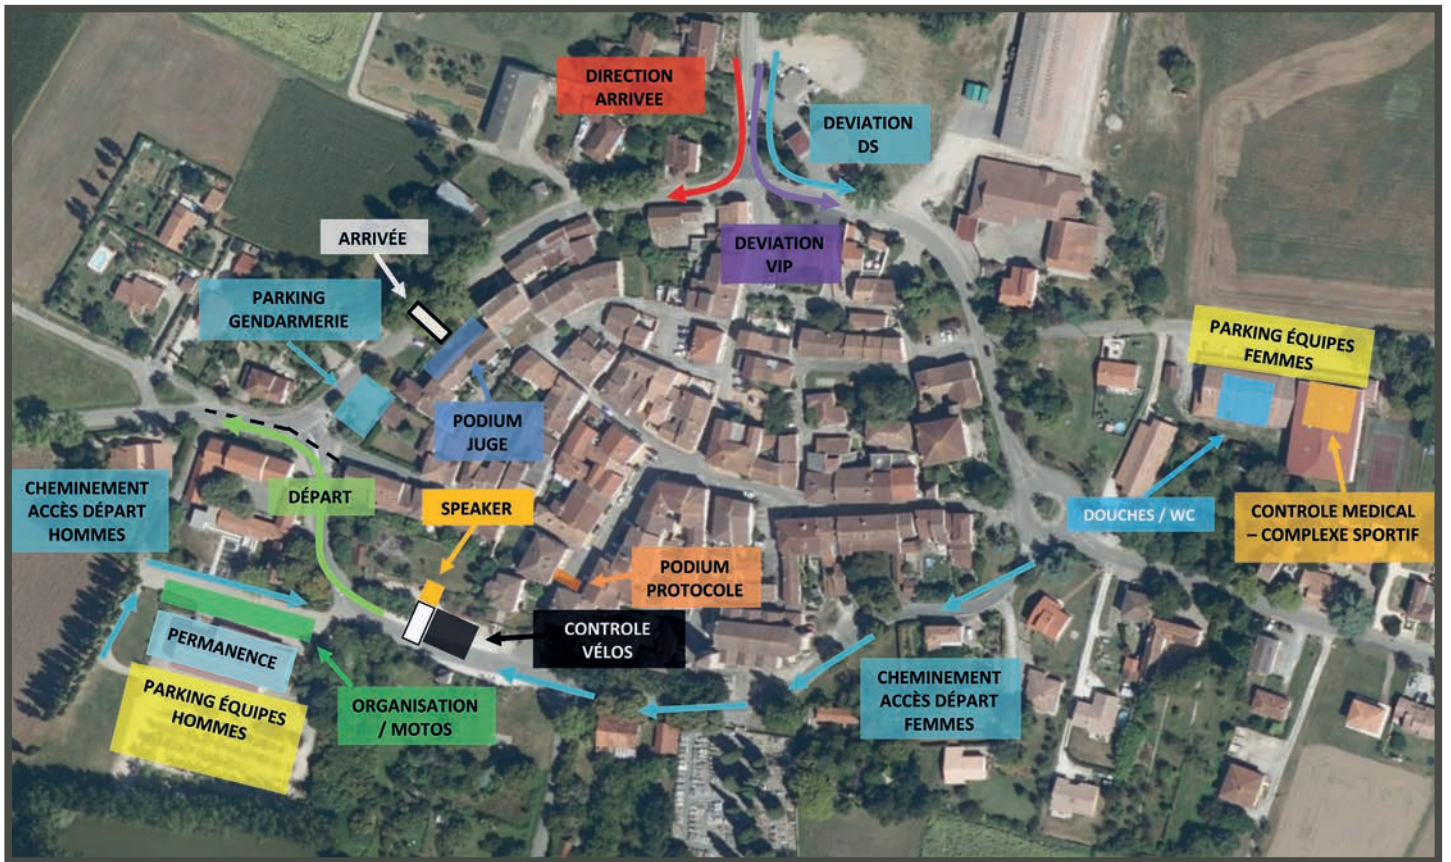 DIRECTION
ARRIVEE
DEVIATION
DS
ARRIVÉE
DEVIATION
VIP
PARKING
GENDARMERIE
PARKING ÉQUIPES
FEMMES
PODIUM
JUGE
CHEMINEMENT
ACCÈS DÉPART
HOMMES
DÉPART
SPEAKER
DOUCHES / WC
CONTROLE MEDICAL
– COMPLEXE SPORTIF
PODIUM
PROTOCOLE
CONTROLE
VÉLOS
PERMANENCE
PARKING ÉQUIPES
HOMMES
ORGANISATION
/ MOTOS
CHEMINEMENT
ACCÈS DÉPART
FEMMES